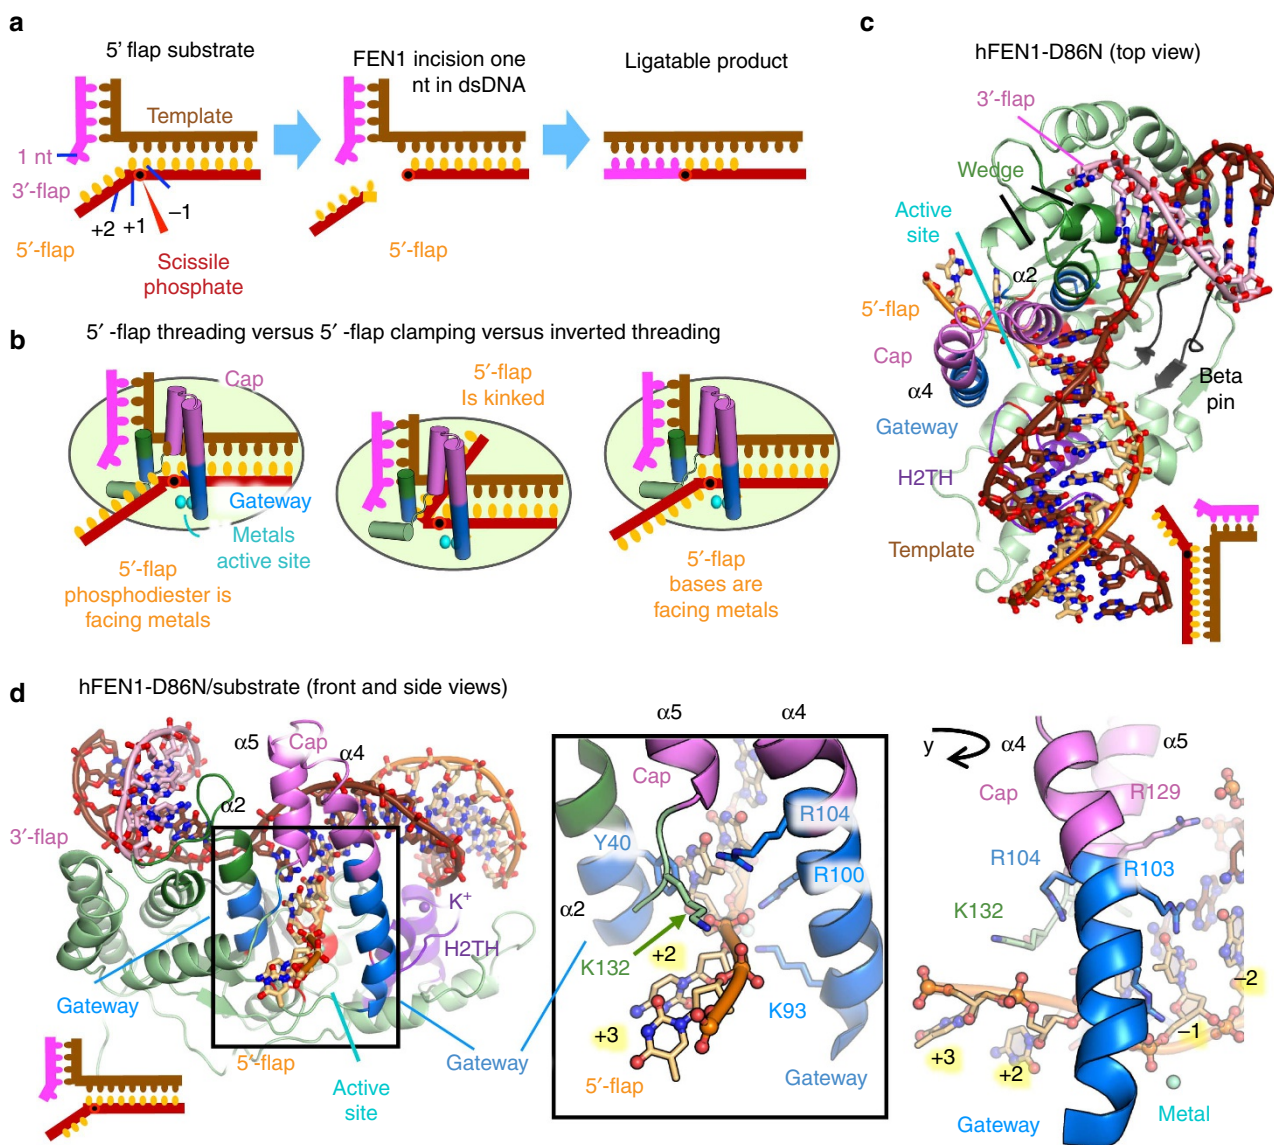 a
5' flap substrate
FEN1 incision one
nt in dsDNA
Ligatable product
Template
1 nt
3′-flap
+2
+1
–1
5′-flap
5′-flap
Scissile
phosphate
b
5′ -flap threading versus 5′ -flap clamping versus inverted threading
Cap
5′-flap
Is kinked
Gateway
Metals
active site
5′-flap
phosphodiester is
facing metals
5′-flap
bases are
facing metals
c
hFEN1-D86N (top view)
3′-flap
Wedge
Active
site
α2
5′-flap
Cap
α4
Beta
pin
Gateway
H2TH
Template
d
hFEN1-D86N/substrate (front and side views)
α5
Cap
α4
α2
3′-flap
K+
H2TH
Gateway
5′-flap
Active
site
Gateway
α5
α4
Cap
R104
Y40
R100
α2
K132
+2
K93
+3
5′-flap
Gateway
y
α4
α5
Cap
R129
R104
R103
K132
–2
–1
+3
+2
Metal
Gateway